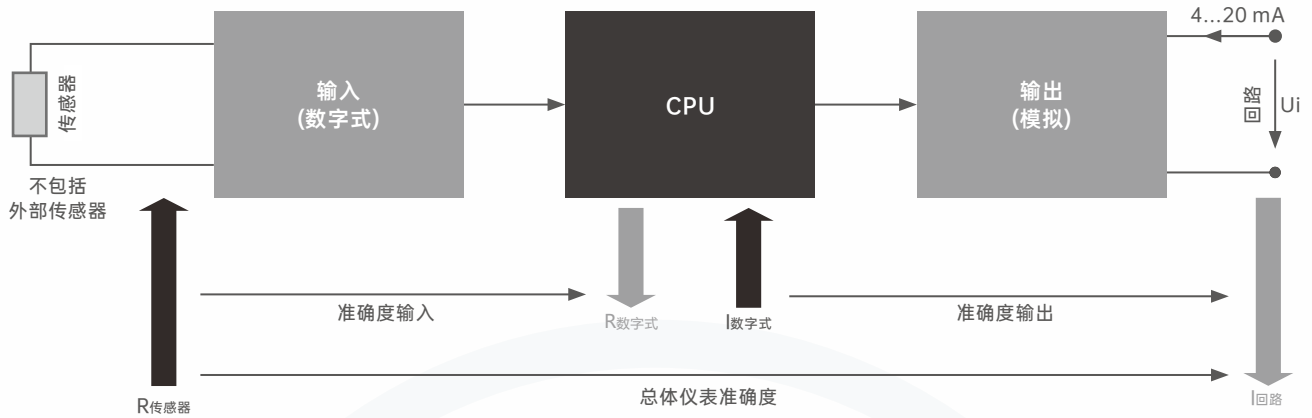 4...20 mA
传感器
输入
(数字式)
CPU
输出
(模拟)
回路
Ui
不包括
外部传感器
准确度输入
R数字式
I数字式
准确度输出
R传感器
总体仪表准确度
I回路